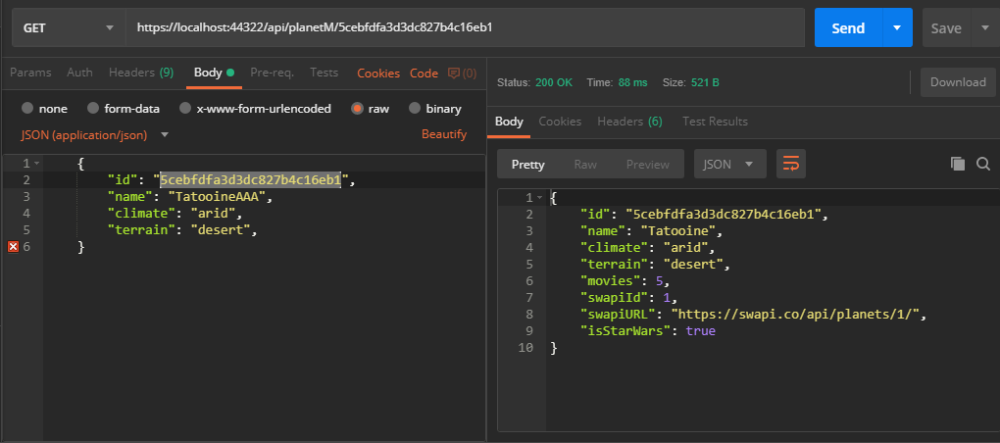 GET https://localhost:44322/api/planetM/5cebfdfa3d3dc827b4c16eb1 Send Save
Params Auth Headers (9) Body Pre-req. Tests Cookies Code (0)
none form-data x-www-form-urlencoded raw binary
JSON (application/json) Beautify
1 {
2 "id": "5cebfdfa3d3dc827b4c16eb1",
3 "name": "TatooineAAA",
4 "climate": "arid",
5 "terrain": "desert",
6 }
Status: 200 OK Time: 88 ms Size: 521 B Download
Body Cookies Headers (6) Test Results
Pretty Raw Preview JSON
1 {
2 "id": "5cebfdfa3d3dc827b4c16eb1",
3 "name": "Tatooine",
4 "climate": "arid",
5 "terrain": "desert",
6 "movies": 5,
7 "swapiId": 1,
8 "swapiURL": "https://swapi.co/api/planets/1/",
9 "isStarWars": true
10 }